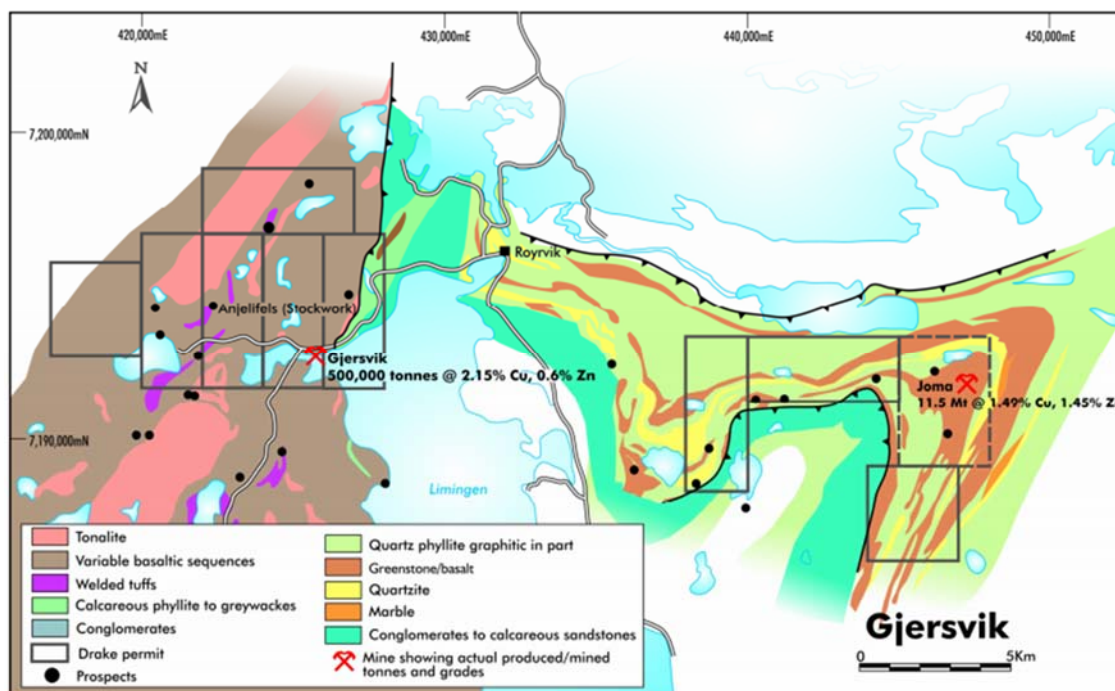 420,000mE
430,000mE
440,000mE
450,000mE
N
7,200,000mN
Royrvik
Anjelifels (Stockwork)
Gjersvik
500,000 tonnes @ 2.15% Cu, 0.6% Zn
Joma
11.5 Mt @ 1.49% Cu, 1.45% Z
7,190,000mN
Limingen
Tonalite
Variable basaltic sequences
Welded tuffs
Calcareous phyllite to greywackes
Conglomerates
Drake permit
Prospects
Quartz phyllite graphitic in part
Greenstone/basalt
Quartzite
Marble
Conglomerates to calcareous sandstones
Mine showing actual produced/mined
tonnes and grades
Gjersvik
0 5Km